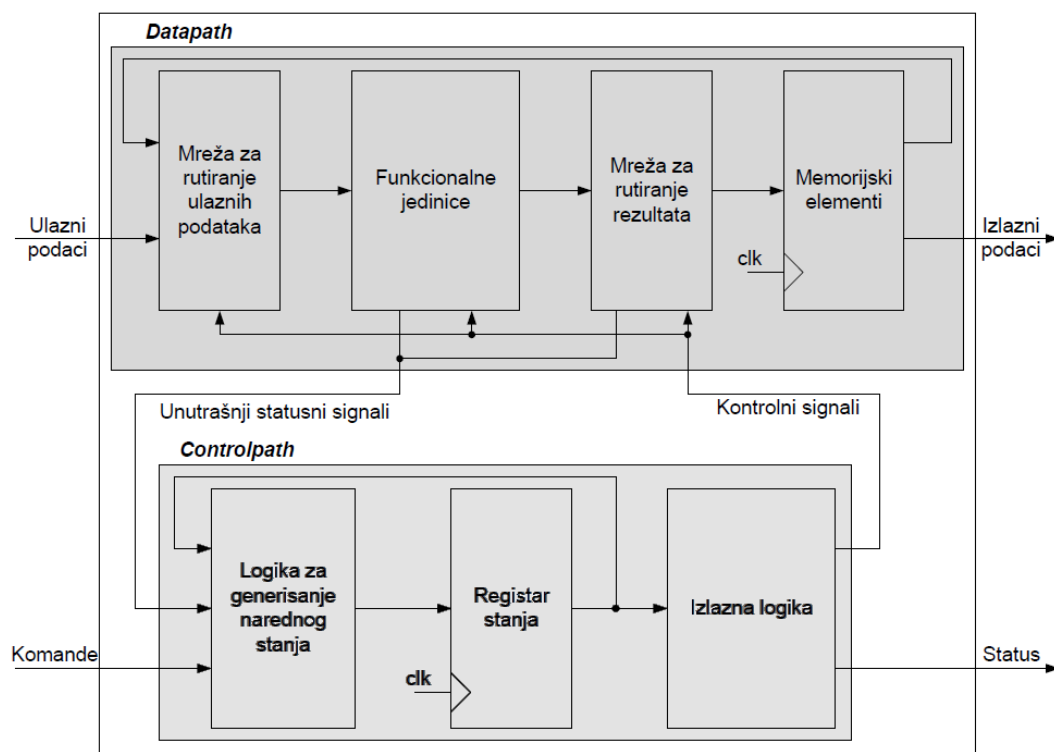 Datapath
Mreža za
rutiranje
ulaznih
podataka
Funkcionalne
jedinice
Mreža za
rutiranje
rezultata
Memorijski
elementi
clk
Ulazni
podaci
Izlazni
podaci
Unutrašnji statusni signali
Kontrolni signali
Controlpath
Logika za
generisanje
narednog
stanja
Registar
stanja
clk
Izlazna logika
Komande
Status